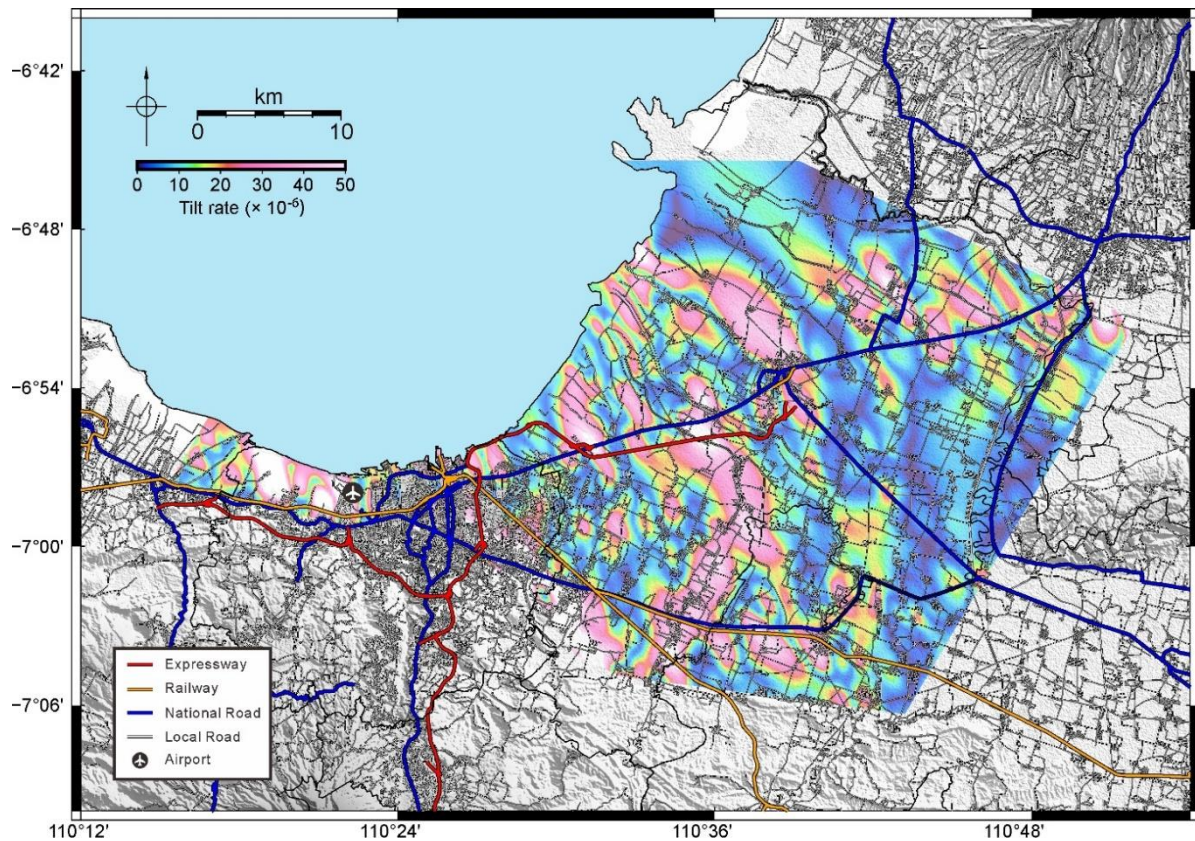 −6°42'
km
0 10
0 10 20 30 40 50
Tilt rate (× 10⁻⁶)
−6°48'
−6°54'
−7°00'
Expressway
Railway
National Road
Local Road
Airport
−7°06'
110°12' 110°24' 110°36' 110°48'